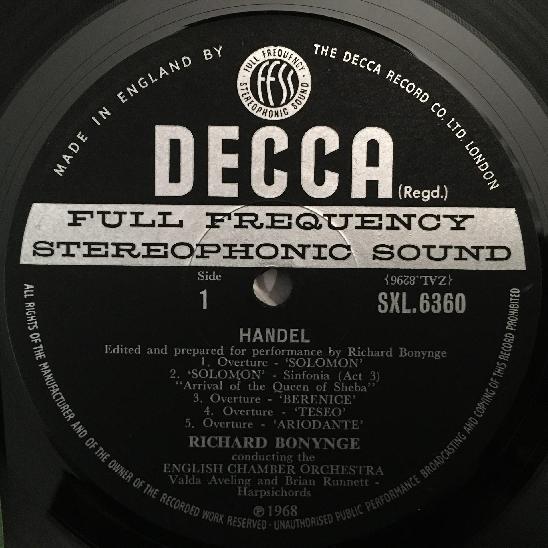 MADE IN ENGLAND BY
FULL FREQUENCY
ffss
STEREOPHONIC SOUND
THE DECCA RECORD CO. LTD. LONDON
DECCA
(Regd.)
FULL FREQUENCY
STEREOPHONIC SOUND
Side
1
{ZAL.8296}
SXL.6360
HANDEL
Edited and prepared for performance by Richard Bonynge
1. Overture - ‘SOLOMON’
2. ‘SOLOMON’ - Sinfonia (Act 3)
“Arrival of the Queen of Sheba”
3. Overture - ‘BERENICE’
4. Overture - ‘TESEO’
5. Overture - ‘ARIODANTE’
RICHARD BONYNGE
conducting the
ENGLISH CHAMBER ORCHESTRA
Valda Aveling and Brian Runnett -
Harpsichords
℗1968
ALL RIGHTS OF THE MANUFACTURER AND OF THE OWNER OF THE RECORDED WORK RESERVED · UNAUTHORISED PUBLIC PERFORMANCE BROADCASTING AND COPYING OF THIS RECORD PROHIBITED